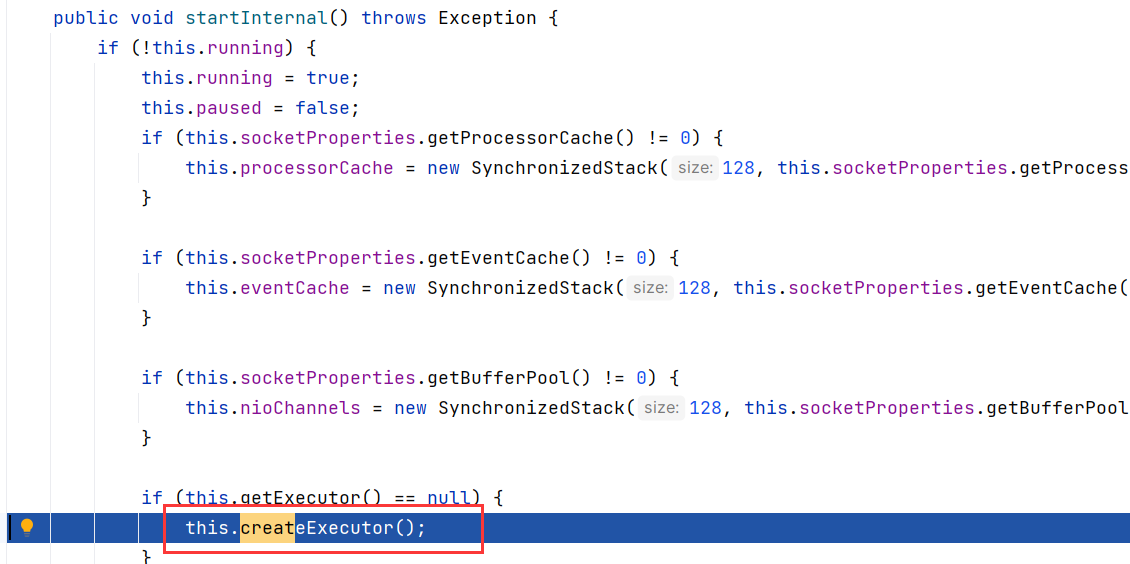 public void startInternal() throws Exception {
if (!this.running) {
this.running = true;
this.paused = false;
if (this.socketProperties.getProcessorCache() != 0) {
this.processorCache = new SynchronizedStack( size: 128, this.socketProperties.getProcess
}
if (this.socketProperties.getEventCache() != 0) {
this.eventCache = new SynchronizedStack( size: 128, this.socketProperties.getEventCache(
}
if (this.socketProperties.getBufferPool() != 0) {
this.nioChannels = new SynchronizedStack( size: 128, this.socketProperties.getBufferPool
}
if (this.getExecutor() == null) {
this.createExecutor();
}